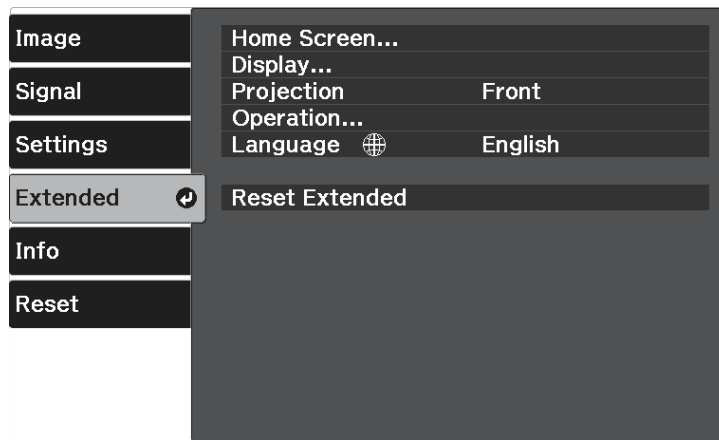 Image
Signal
Settings
Extended
Info
Reset
Home Screen...
Display...
Projection Front
Operation...
Language English
Reset Extended